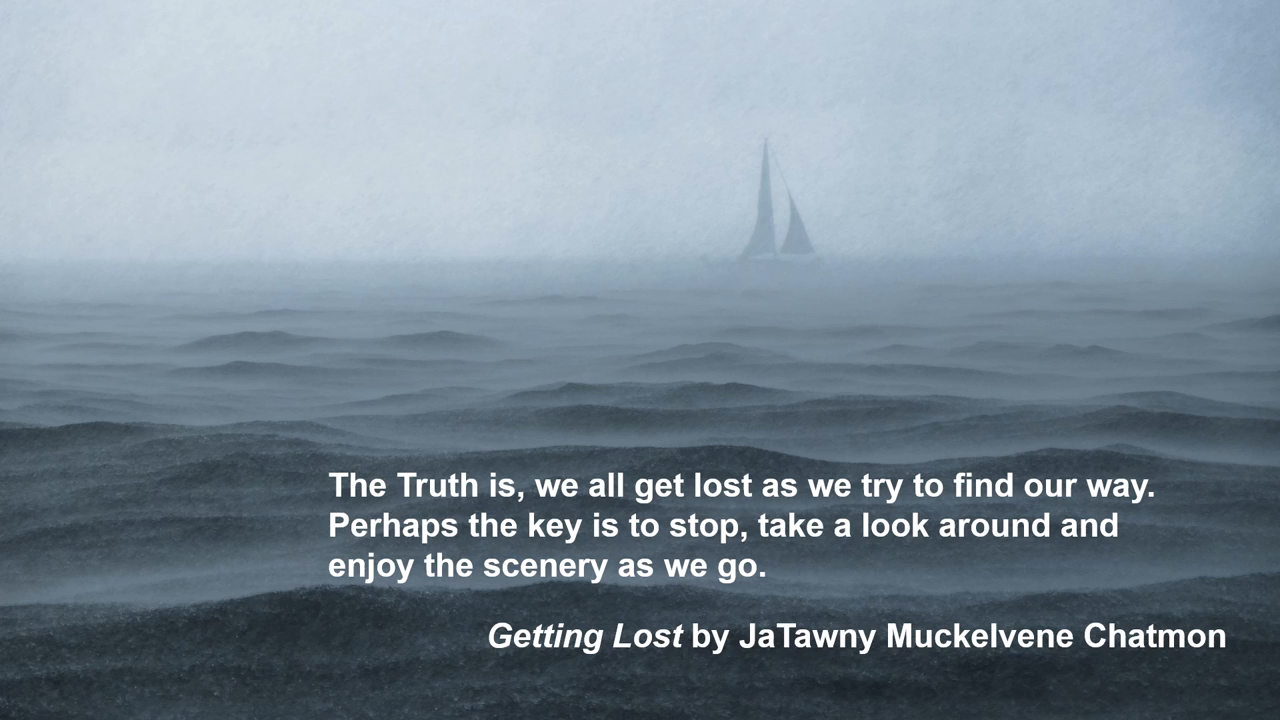 The Truth is, we all get lost as we try to find our way.
Perhaps the key is to stop, take a look around and
enjoy the scenery as we go.
Getting Lost by JaTawny Muckelvene Chatmon